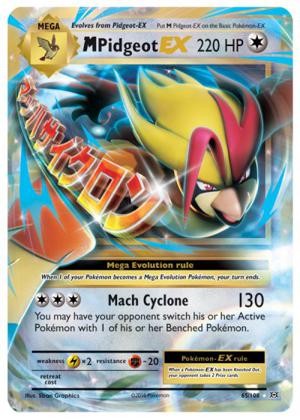 MEGA
Evolves from Pidgeot-EX
Put M Pidgeot-EX on the Basic Pokémon-EX.
M Pidgeot EX 220 HP
マッハサイクロン
Mega Evolution rule
When 1 of your Pokémon becomes a Mega Evolution Pokémon, your turn ends.
Mach Cyclone 130
You may have your opponent switch his or her Active
Pokémon with 1 of his or her Benched Pokémon.
weakness ×2 resistance -20
retreat cost
Pokémon-EX rule
When a Pokémon-EX has been Knocked Out,
your opponent takes 2 Prize cards.
Illus. 5ban Graphics
©2016 Pokémon
65/108